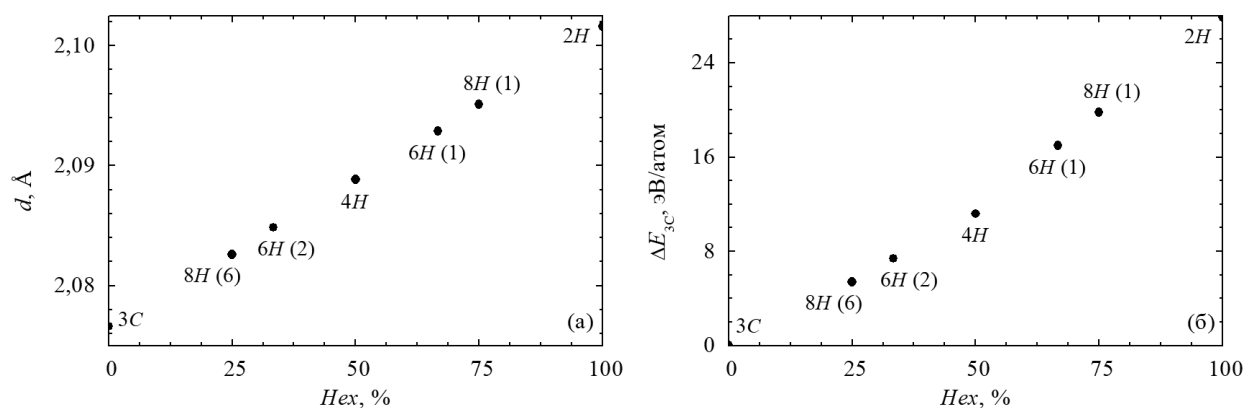 2,10
2,09
2,08
d, Å
2H
8H (1)
6H (1)
4H
6H (2)
8H (6)
3C
(а)
0 25 50 75 100
Hex, %
24
16
8
0
ΔE3C, эВ/атом
2H
8H (1)
6H (1)
4H
6H (2)
8H (6)
3C
(б)
0 25 50 75 100
Hex, %